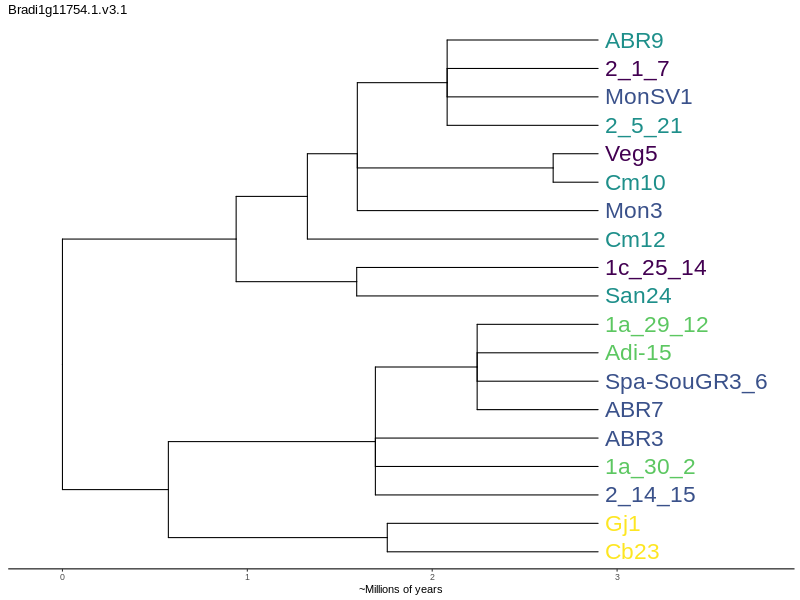 Bradi1g11754.1.v3.1
ABR9
2_1_7
MonSV1
2_5_21
Veg5
Cm10
Mon3
Cm12
1c_25_14
San24
1a_29_12
Adi-15
Spa-SouGR3_6
ABR7
ABR3
1a_30_2
2_14_15
Gj1
Cb23
0 1 2 3
~Millions of years